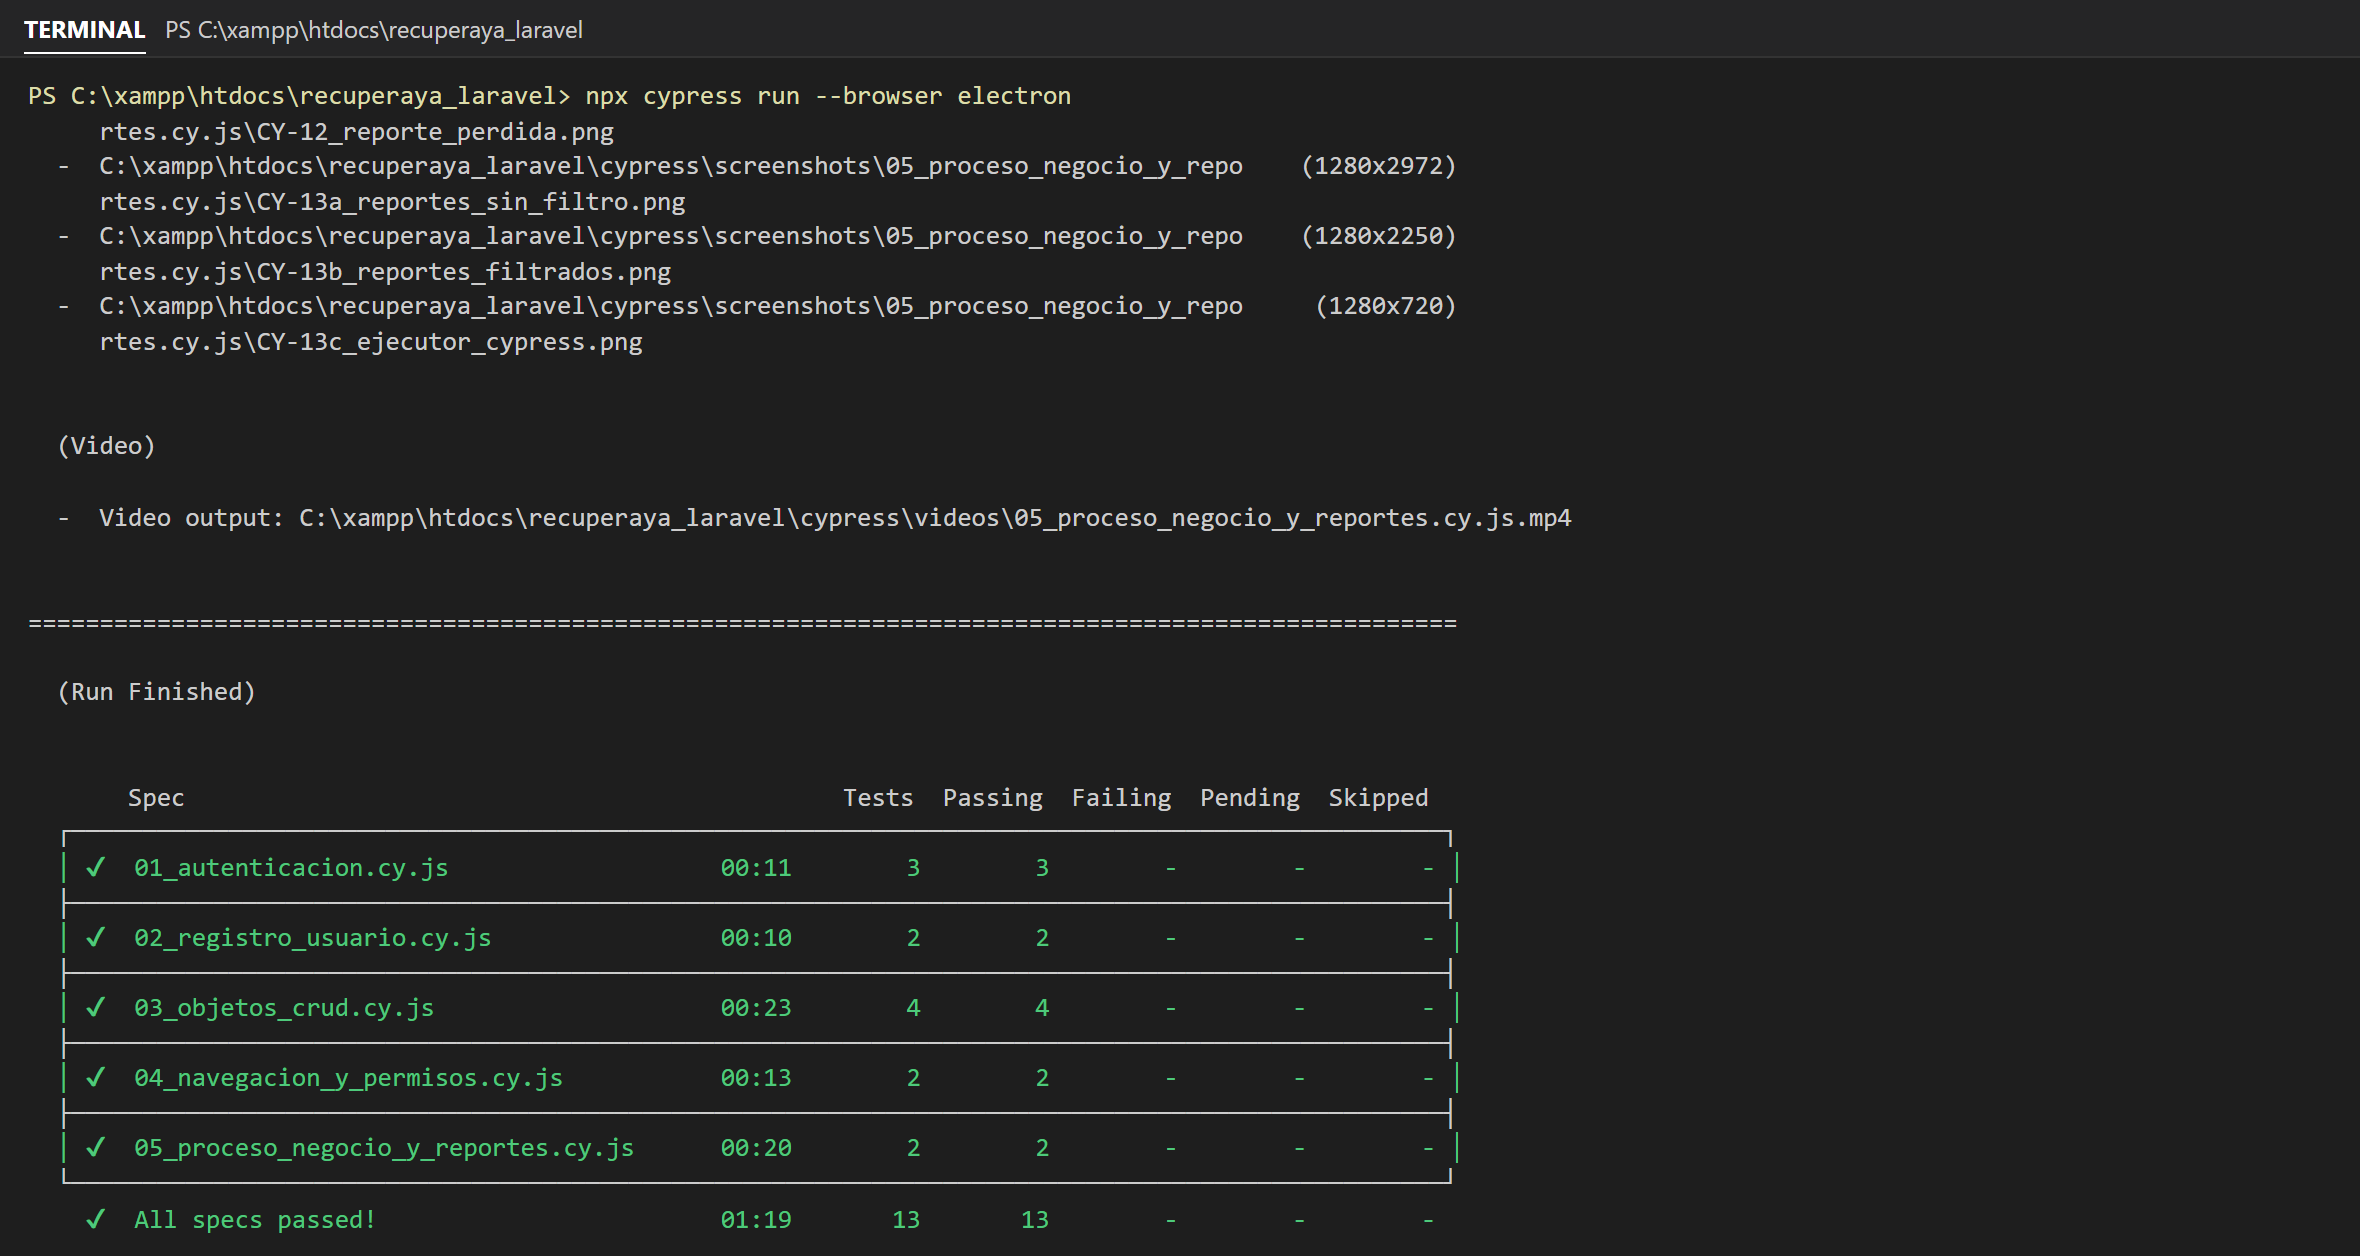 TERMINAL PS C:\xampp\htdocs\recuperaya_laravel
PS C:\xampp\htdocs\recuperaya_laravel> npx cypress run --browser electron
rtes.cy.js\CY-12_reporte_perdida.png
- C:\xampp\htdocs\recuperaya_laravel\cypress\screenshots\05_proceso_negocio_y_repo (1280x2972)
rtes.cy.js\CY-13a_reportes_sin_filtro.png
- C:\xampp\htdocs\recuperaya_laravel\cypress\screenshots\05_proceso_negocio_y_repo (1280x2250)
rtes.cy.js\CY-13b_reportes_filtrados.png
- C:\xampp\htdocs\recuperaya_laravel\cypress\screenshots\05_proceso_negocio_y_repo (1280x720)
rtes.cy.js\CY-13c_ejecutor_cypress.png
(Video)
- Video output: C:\xampp\htdocs\recuperaya_laravel\cypress\videos\05_proceso_negocio_y_reportes.cy.js.mp4
====================================================================================================
(Run Finished)
Spec Tests Passing Failing Pending Skipped
✓ 01_autenticacion.cy.js 00:11 3 3 - - -
✓ 02_registro_usuario.cy.js 00:10 2 2 - - -
✓ 03_objetos_crud.cy.js 00:23 4 4 - - -
✓ 04_navegacion_y_permisos.cy.js 00:13 2 2 - - -
✓ 05_proceso_negocio_y_reportes.cy.js 00:20 2 2 - - -
✓ All specs passed! 01:19 13 13 - - -